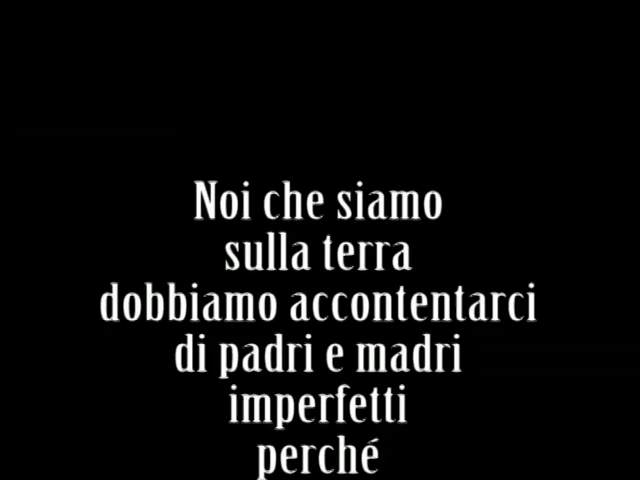 Noi che siamo
sulla terra
dobbiamo accontentarci
di padri e madri
imperfetti
perché